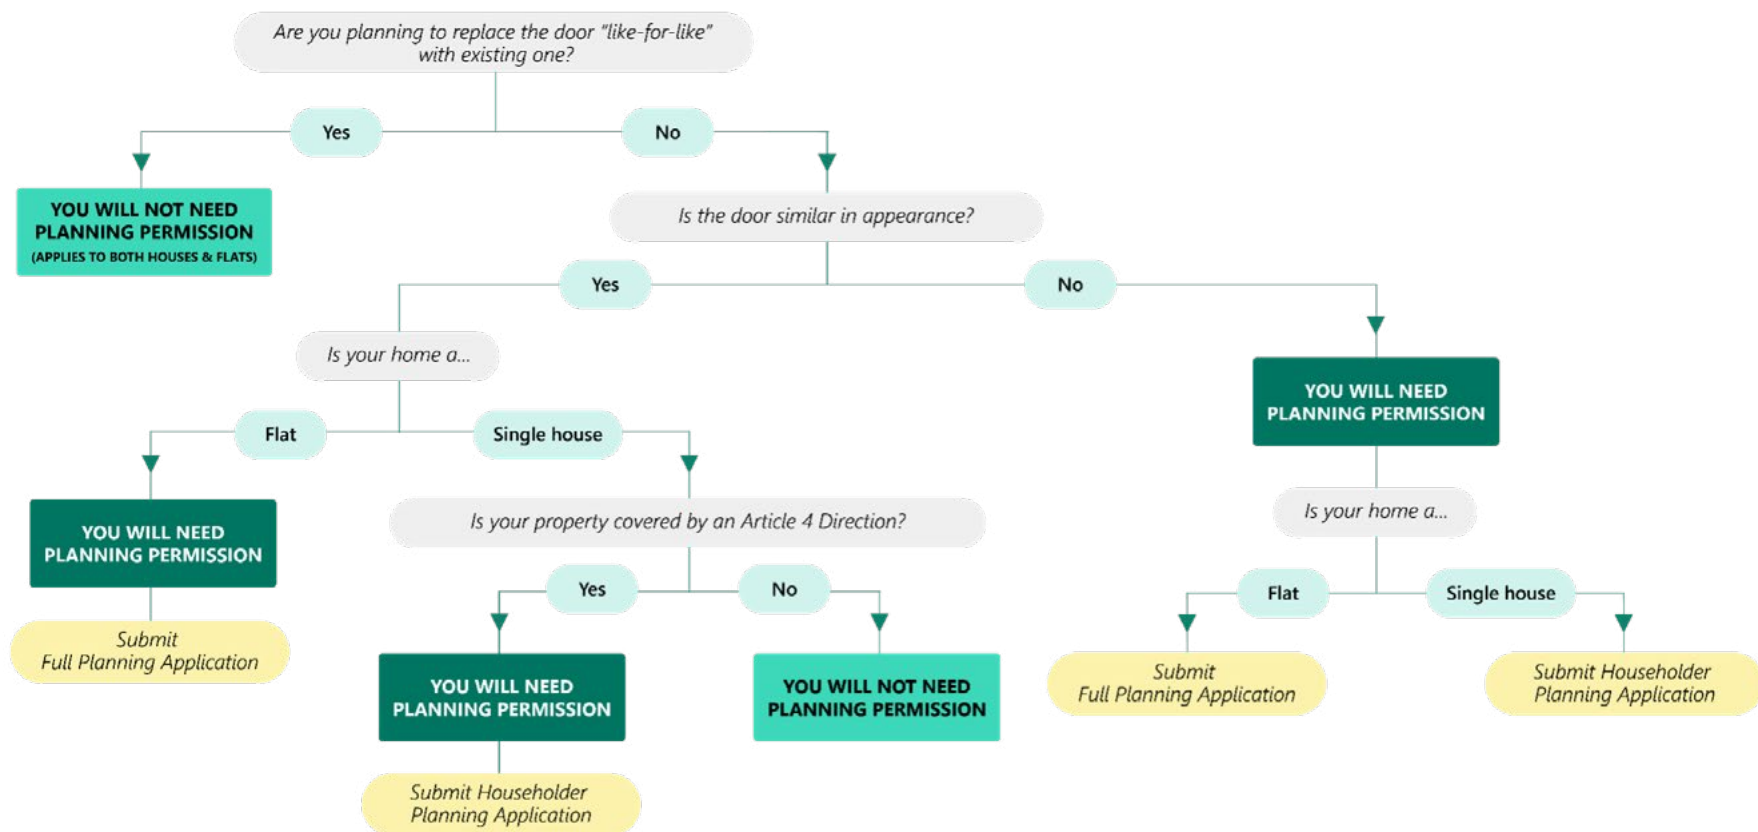 Are you planning to replace the door "like-for-like"
with existing one?
Yes
No
YOU WILL NOT NEED
PLANNING PERMISSION
(APPLIES TO BOTH HOUSES & FLATS)
Is the door similar in appearance?
Yes
No
Is your home a...
YOU WILL NEED
PLANNING PERMISSION
Flat
Single house
YOU WILL NEED
PLANNING PERMISSION
Is your property covered by an Article 4 Direction?
Is your home a...
Submit
Full Planning Application
Yes
No
Flat
Single house
YOU WILL NEED
PLANNING PERMISSION
YOU WILL NOT NEED
PLANNING PERMISSION
Submit
Full Planning Application
Submit Householder
Planning Application
Submit Householder
Planning Application